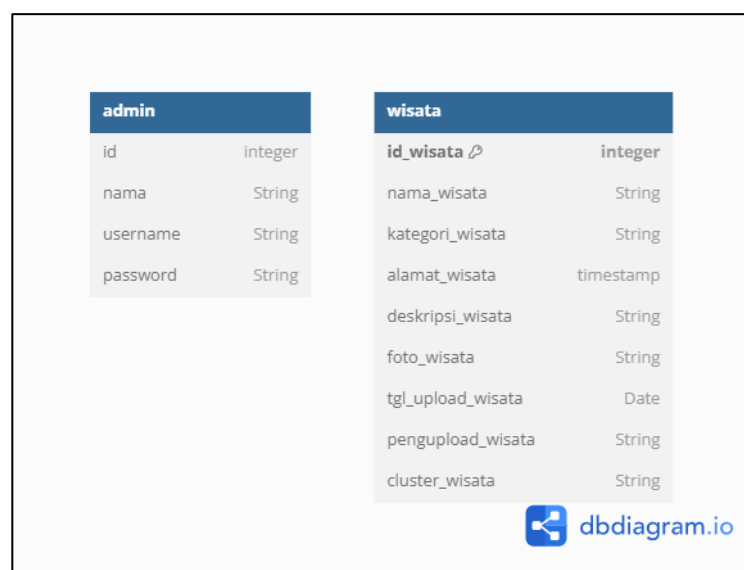 admin
id integer
nama String
username String
password String
wisata
id_wisata integer
nama_wisata String
kategori_wisata String
alamat_wisata timestamp
deskripsi_wisata String
foto_wisata String
tgl_upload_wisata Date
pengupload_wisata String
cluster_wisata String
dbdiagram.io